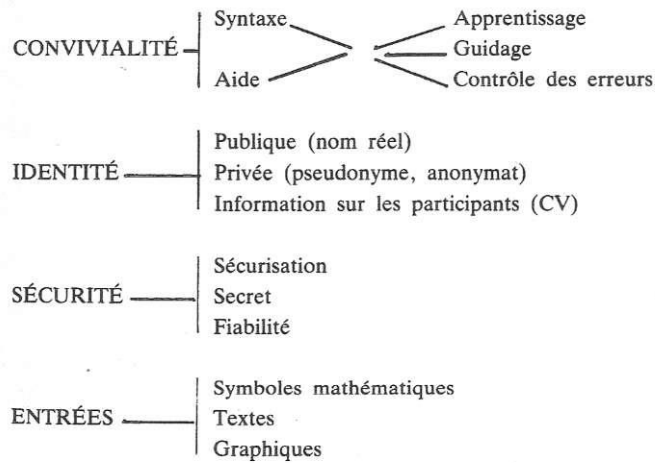 Syntaxe Apprentissage
CONVIVIALITÉ Guidage
Aide Contrôle des erreurs
Publique (nom réel)
IDENTITÉ Privée (pseudonyme, anonymat)
Information sur les participants (CV)
Sécurisation
SÉCURITÉ Secret
Fiabilité
Symboles mathématiques
ENTRÉES Textes
Graphiques